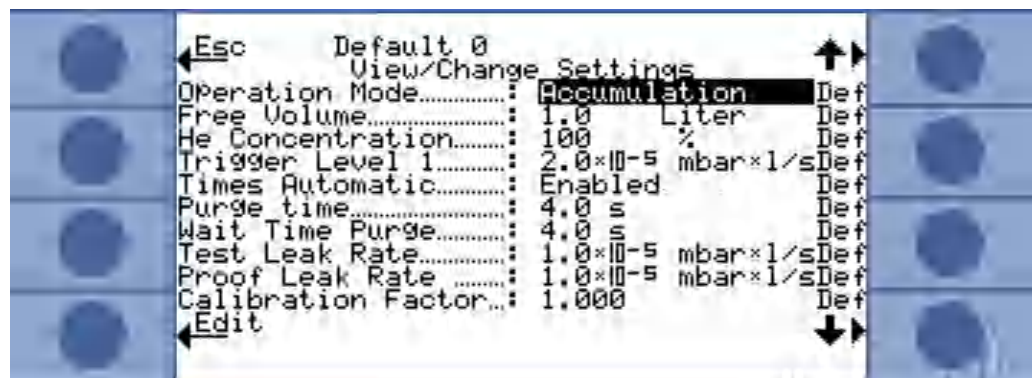 Esc Default 0
View/Change Settings
Operation Mode............: Accumulation Def
Free Volume...............: 1.0 Liter Def
He Concentration.........: 100 % Def
Trigger Level 1...........: 2.0×10-5 mbar×l/sDef
Times Automatic..........: Enabled Def
Purge time................: 4.0 s Def
Wait Time Purge..........: 4.0 s Def
Test Leak Rate............: 1.0×10-5 mbar×l/sDef
Proof Leak Rate ........: 1.0×10-5 mbar×l/sDef
Calibration Factor...: 1.000 Def
Edit